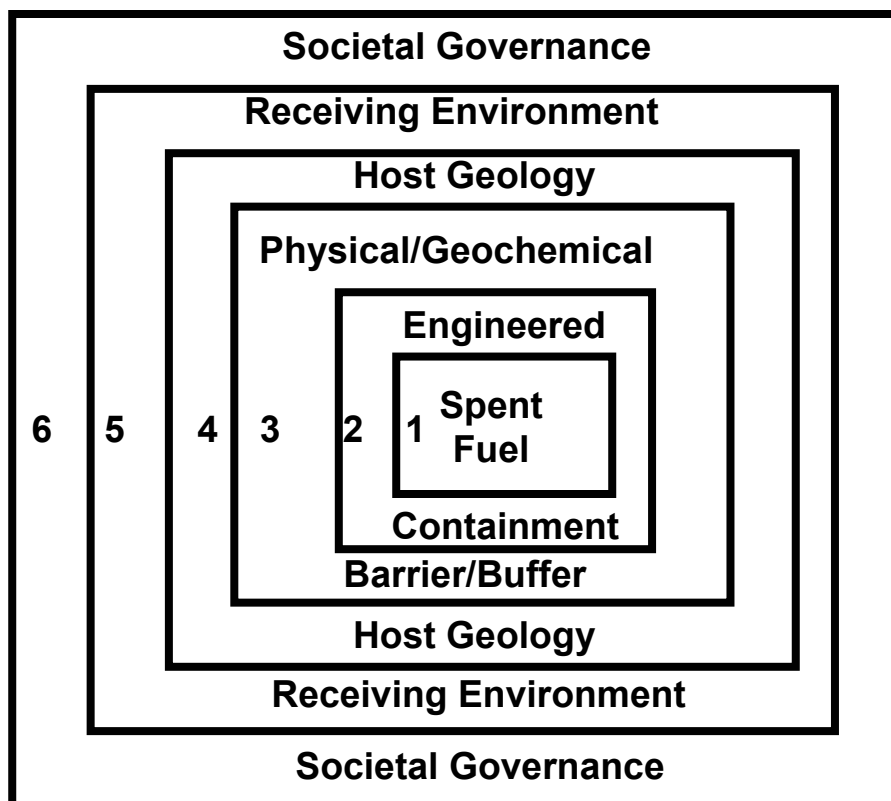 Societal Governance
Receiving Environment
Host Geology
Physical/Geochemical
Engineered
6 5 4 3 2 1 Spent
Fuel
Containment
Barrier/Buffer
Host Geology
Receiving Environment
Societal Governance